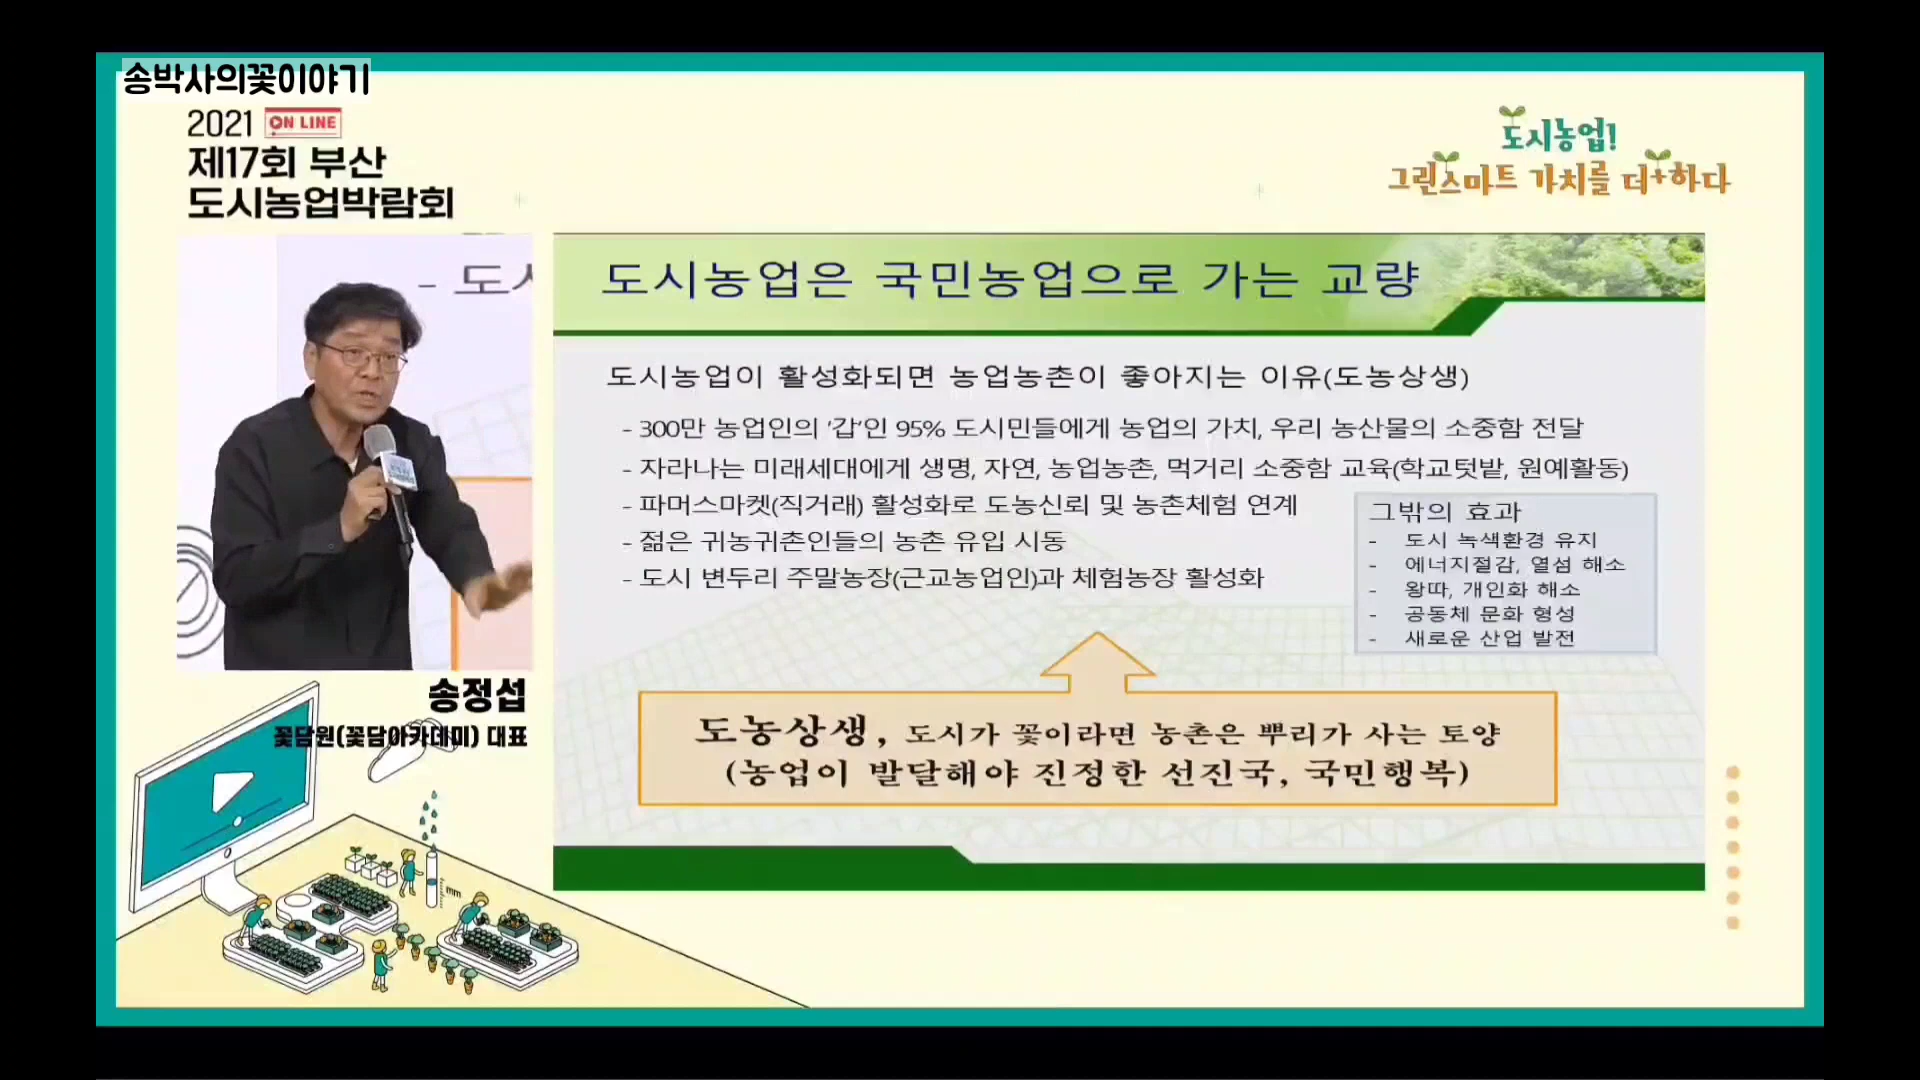 송박사의꽃이야기
2021 ON LINE
제17회 부산
도시농업박람회
도시농업!
그린스마트 가치를 더+하다
- 도시
도시농업은 국민농업으로 가는 교량
도시농업이 활성화되면 농업농촌이 좋아지는 이유(도농상생)
- 300만 농업인의 '갑'인 95% 도시민들에게 농업의 가치, 우리 농산물의 소중함 전달
- 자라나는 미래세대에게 생명, 자연, 농업농촌, 먹거리 소중함 교육(학교텃밭, 원예활동)
- 파머스마켓(직거래) 활성화로 도농신뢰 및 농촌체험 연계
- 젊은 귀농귀촌인들의 농촌 유입 시동
- 도시 변두리 주말농장(근교농업인)과 체험농장 활성화
그밖의 효과
- 도시 녹색환경 유지
- 에너지절감, 열섬 해소
- 왕따, 개인화 해소
- 공동체 문화 형성
- 새로운 산업 발전
도농상생, 도시가 꽃이라면 농촌은 뿌리가 사는 토양
(농업이 발달해야 진정한 선진국, 국민행복)
송정섭
꽃담원(꽃담아카데미) 대표
mm